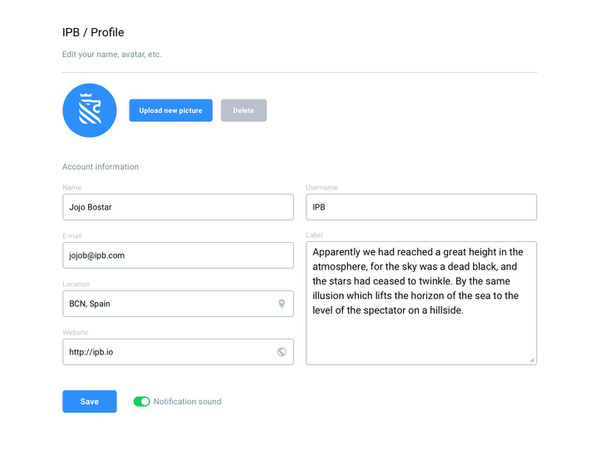 IPB / Profile
Edit your name, avatar, etc.
Upload new picture
Delete
Account information
Name
Jojo Bostar
Username
IPB
E-mail
jojob@ipb.com
Label
Apparently we had reached a great height in the
atmosphere, for the sky was a dead black, and
the stars had ceased to twinkle. By the same
illusion which lifts the horizon of the sea to the
level of the spectator on a hillside.
Location
BCN, Spain
Website
http://ipb.io
Save
Notification sound